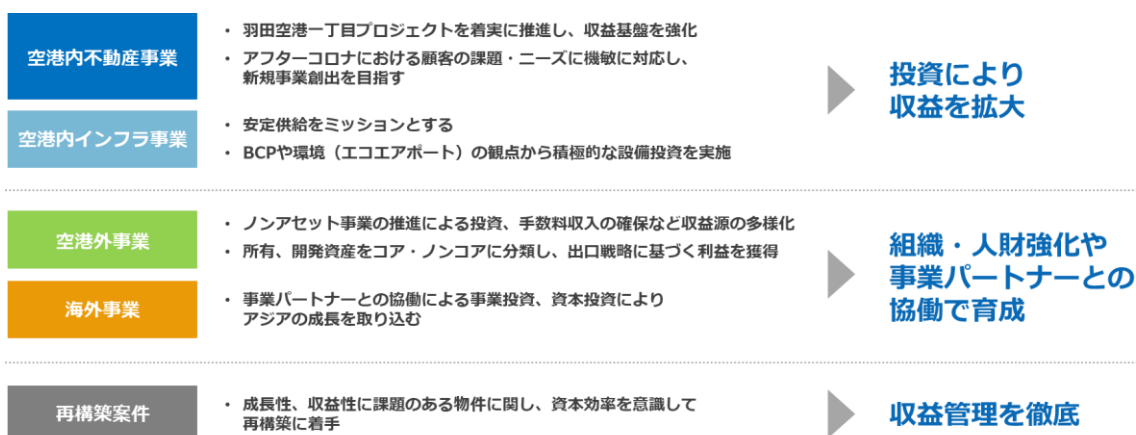 空港内不動産事業
・ 羽田空港一丁目プロジェクトを着実に推進し、収益基盤を強化
・ アフターコロナにおける顧客の課題・ニーズに機敏に対応し、
新規事業創出を目指す
空港内インフラ事業
・ 安定供給をミッションとする
・ BCPや環境（エコエアポート）の観点から積極的な設備投資を実施
投資により
収益を拡大
空港外事業
・ ノンアセット事業の推進による投資、手数料収入の確保など収益源の多様化
・ 所有、開発資産をコア・ノンコアに分類し、出口戦略に基づく利益を獲得
海外事業
・ 事業パートナーとの協働による事業投資、資本投資により
アジアの成長を取り込む
組織・人財強化や
事業パートナーとの
協働で育成
再構築案件
・ 成長性、収益性に課題のある物件に関し、資本効率を意識して
再構築に着手
収益管理を徹底